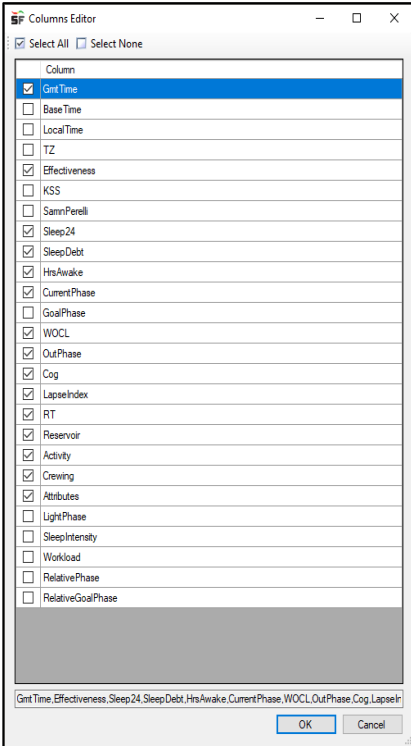 SF Columns Editor
Select All Select None
Column
GmtTime
BaseTime
LocalTime
TZ
Effectiveness
KSS
SamnPerelli
Sleep24
SleepDebt
HrsAwake
CurrentPhase
GoalPhase
WOCL
OutPhase
Cog
LapseIndex
RT
Reservoir
Activity
Crewing
Attributes
LightPhase
SleepIntensity
Workload
RelativePhase
RelativeGoalPhase
GmtTime,Effectiveness,Sleep24,SleepDebt,HrsAwake,CurrentPhase,WOCL,OutPhase,Cog,LapseIn
OK Cancel